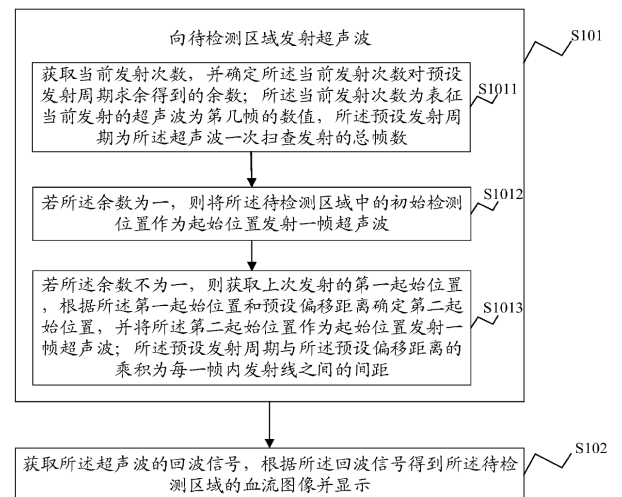 向待检测区域发射超声波
S101
获取当前发射次数，并确定所述当前发射次数对预设
发射周期求余得到的余数；所述当前发射次数为表征
当前发射的超声波为第几帧的数值，所述预设发射周
期为所述超声波一次扫查发射的总帧数
S1011
若所述余数为一，则将所述待检测区域中的初始检测
位置作为起始位置发射一帧超声波
S1012
若所述余数不为一，则获取上次发射的第一起始位置
，根据所述第一起始位置和预设偏移距离确定第二起
始位置，并将所述第二起始位置作为起始位置发射一
帧超声波；所述预设发射周期与所述预设偏移距离的
乘积为每一帧内发射线之间的间距
S1013
获取所述超声波的回波信号，根据所述回波信号得到所述待检
测区域的血流图像并显示
S102